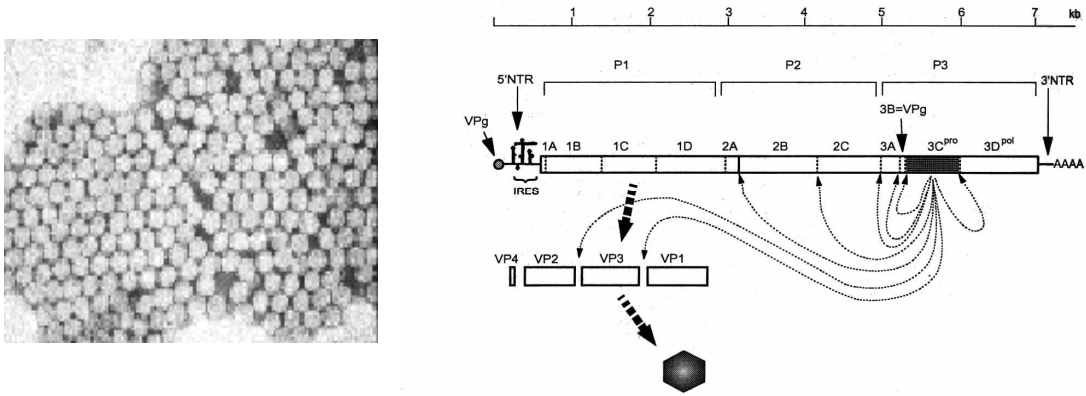 1 2 3 4 5 6 7 kb
P1 P2 P3
5'NTR 3'NTR
VPg 3B=VPg
1A 1B 1C 1D 2A 2B 2C 3A 3Cpro 3Dpol
AAAA
IRES
VP4 VP2 VP3 VP1